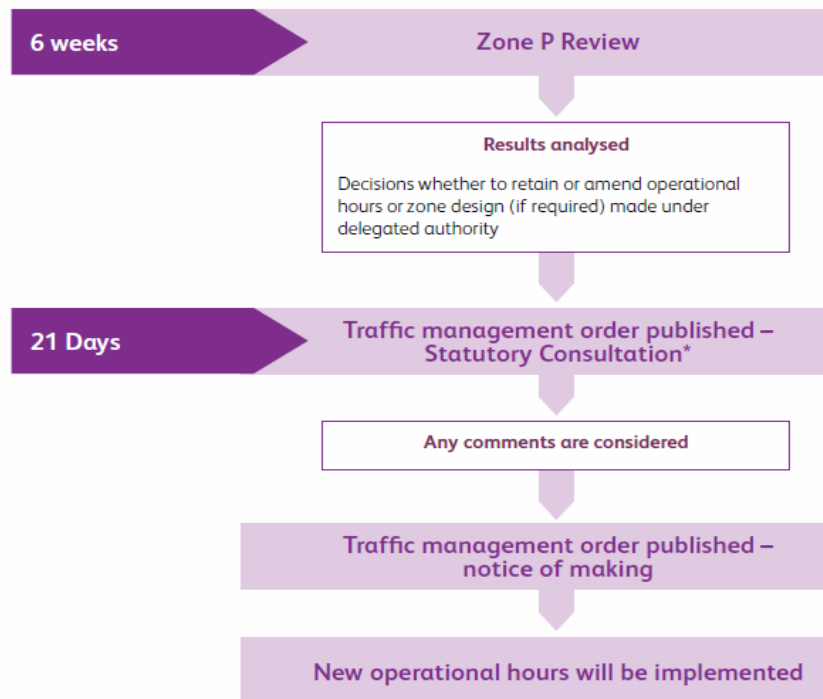 6 weeks
Zone P Review
Results analysed
Decisions whether to retain or amend operational
hours or zone design (if required) made under
delegated authority
21 Days
Traffic management order published –
Statutory Consultation*
Any comments are considered
Traffic management order published –
notice of making
New operational hours will be implemented